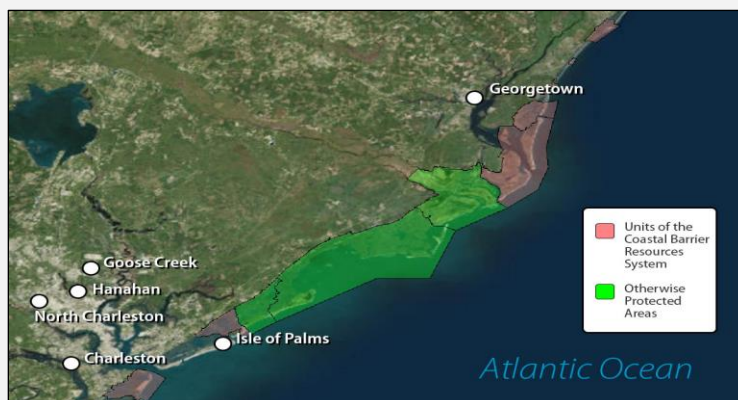 Georgetown
Units of the
Coastal Barrier
Resources
System
Otherwise
Protected
Areas
Goose Creek
Hanahan
North Charleston
Isle of Palms
Charleston
Atlantic Ocean